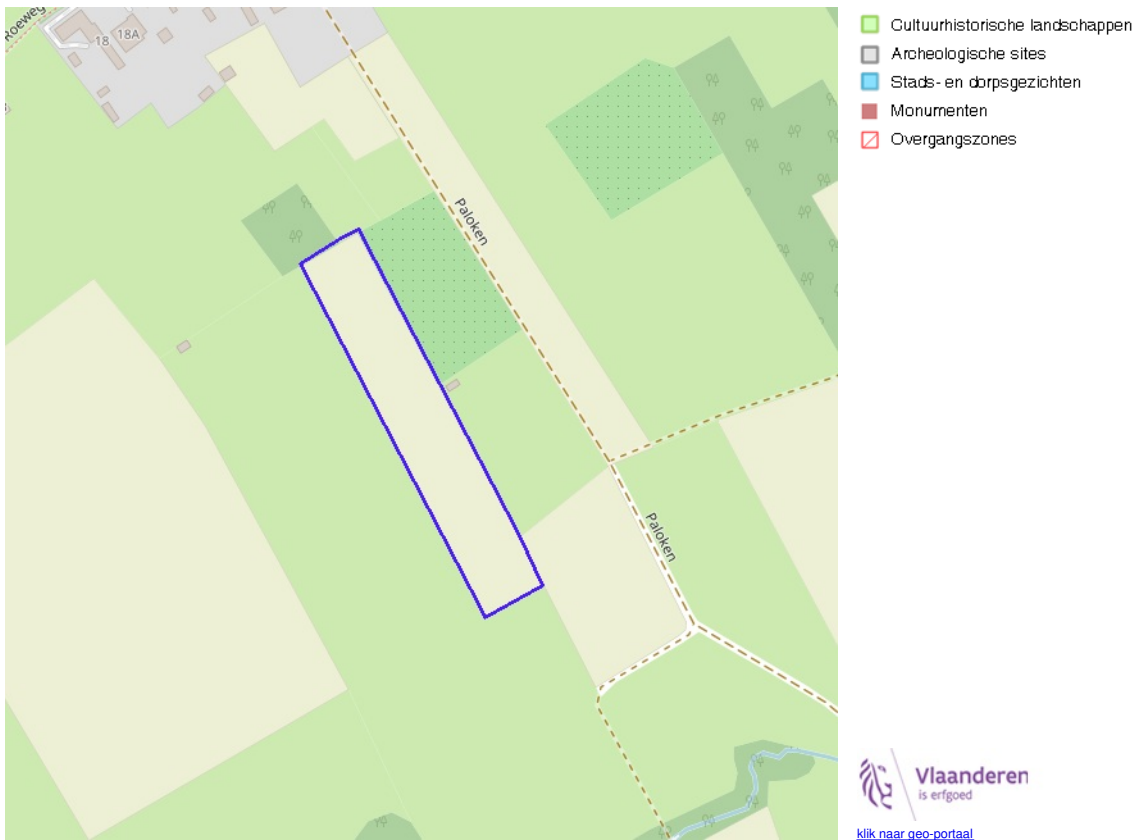 Roeweg
18
18A
Paloken
Paloken
Cultuurhistorische landschappen
Archeologische sites
Stads- en dorpsgezichten
Monumenten
Overgangszones
Vlaanderen
is erfgoed
klik naar geo-portaal